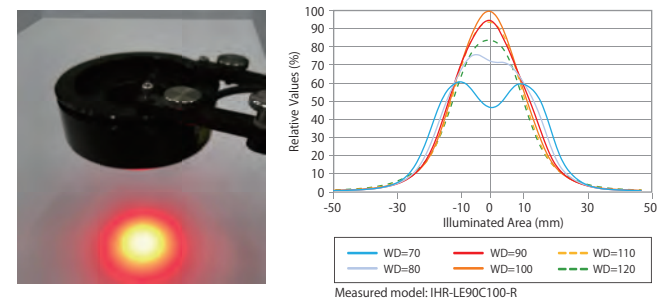 Relative Values (%)
100
90
80
70
60
50
40
30
20
10
0
-50 -30 -10 0 10 30 50
Illuminated Area (mm)
WD=70 WD=90 WD=110
WD=80 WD=100 WD=120
Measured model: IHR-LE90C100-R